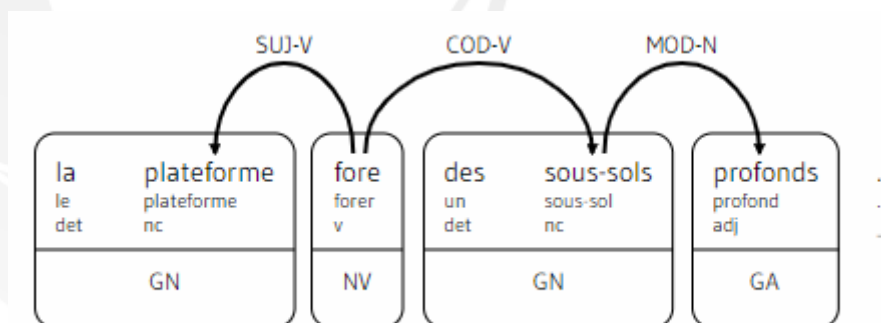 SUJ-V COD-V MOD-N
la plateforme fore des sous-sols profonds
le plateforme forer un sous-sol profond
det nc v det nc adj
GN NV GN GA